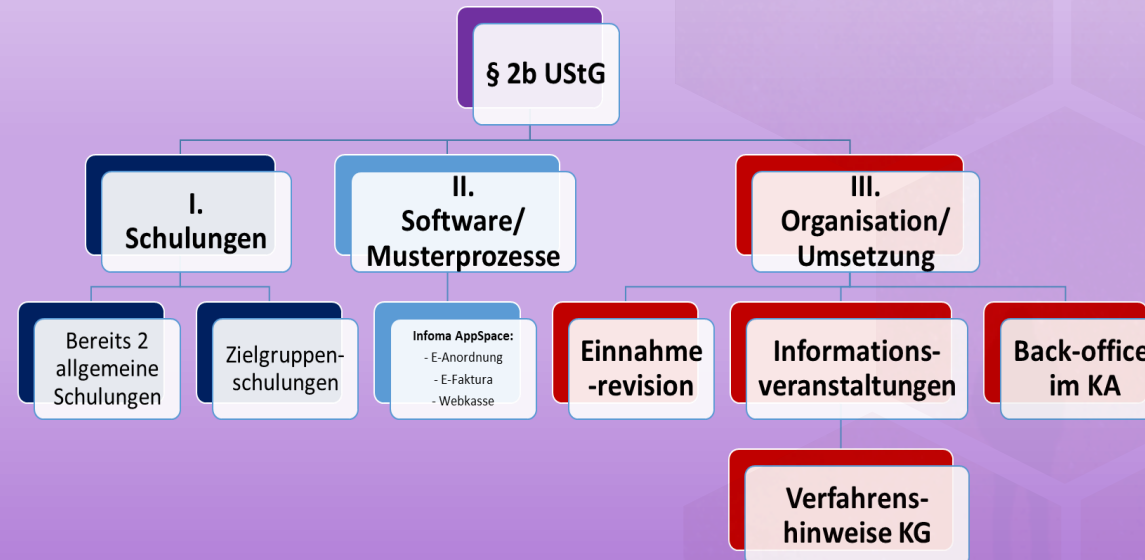 § 2b UStG
I.
Schulungen
II.
Software/
Musterprozesse
III.
Organisation/
Umsetzung
Bereits 2
allgemeine
Schulungen
Zielgruppen-
schulungen
Infoma AppSpace:
- E-Anordnung
- E-Faktura
- Webkasse
Einnahme
-revision
Informations-
veranstaltungen
Back-office
im KA
Verfahrens-
hinweise KG